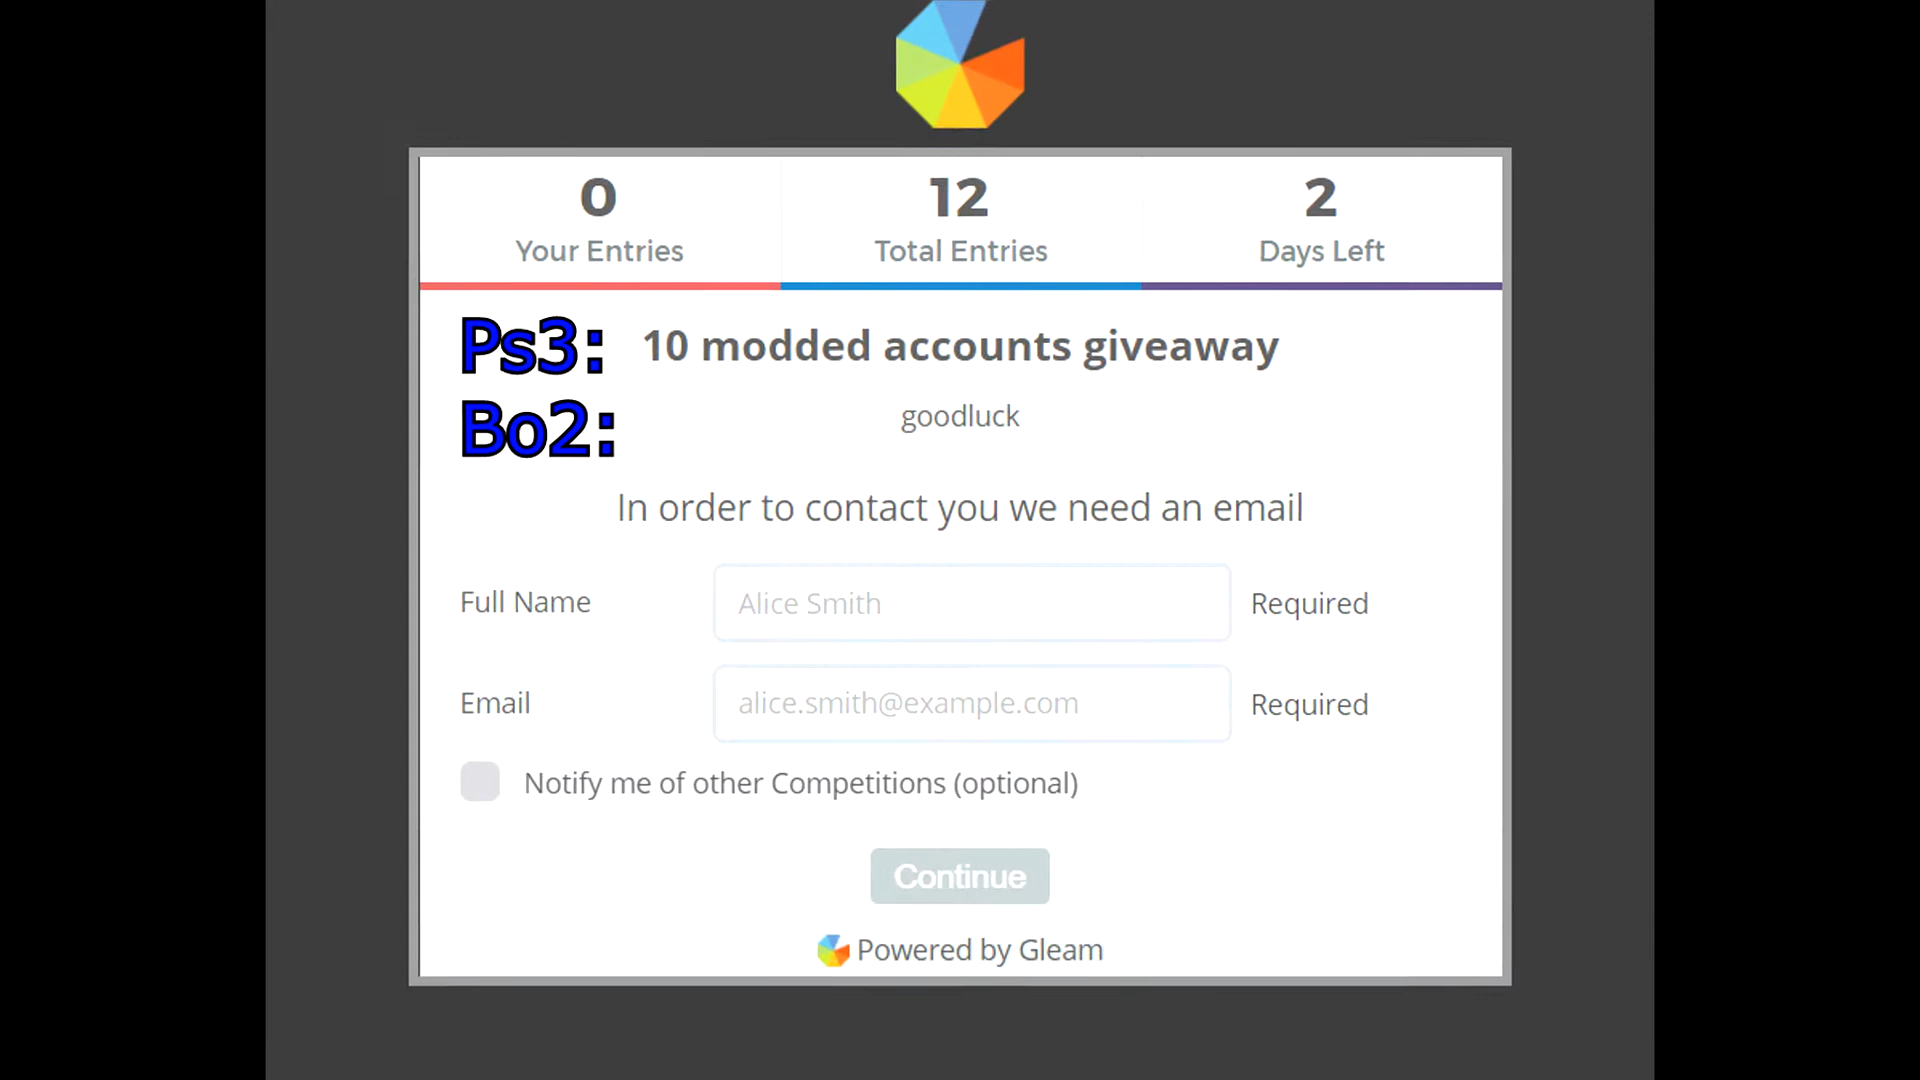 0
Your Entries
12
Total Entries
2
Days Left
Ps3:
10 modded accounts giveaway
Bo2:
goodluck
In order to contact you we need an email
Full Name
Alice Smith
Required
Email
alice.smith@example.com
Required
Notify me of other Competitions (optional)
Continue
Powered by Gleam